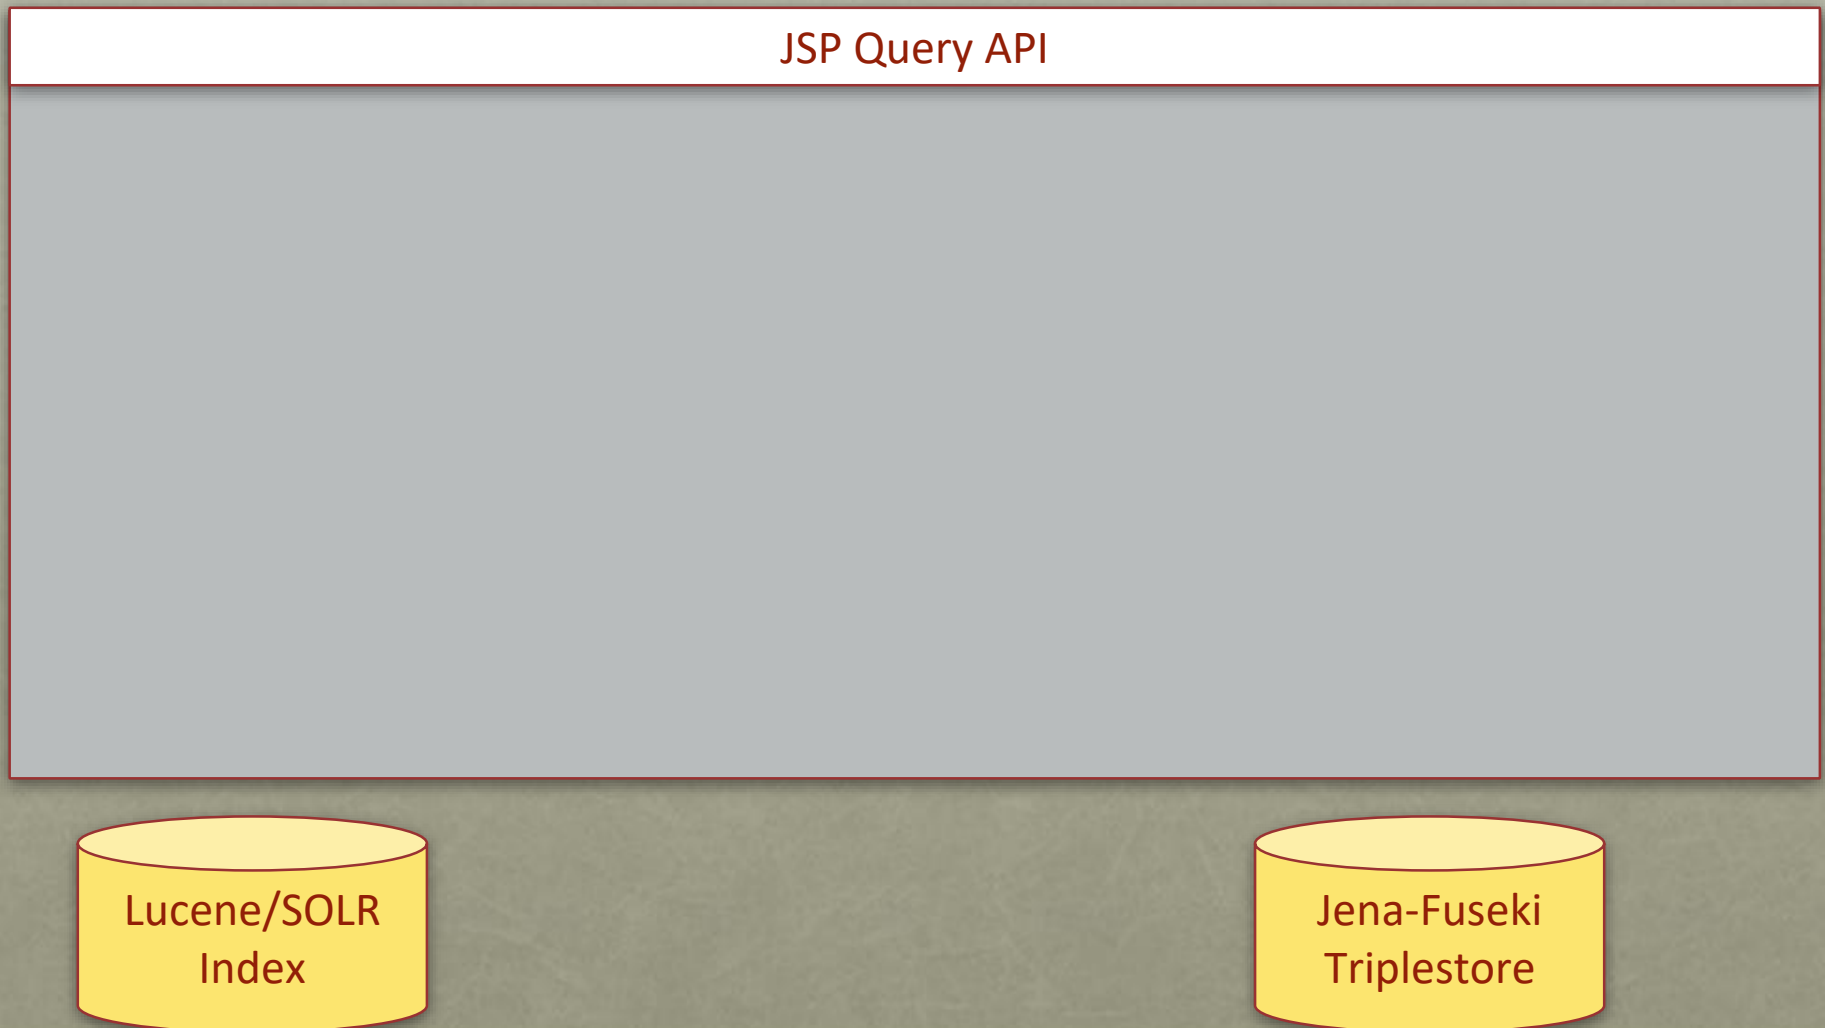 JSP Query API
Lucene/SOLR
Index
Jena-Fuseki
Triplestore